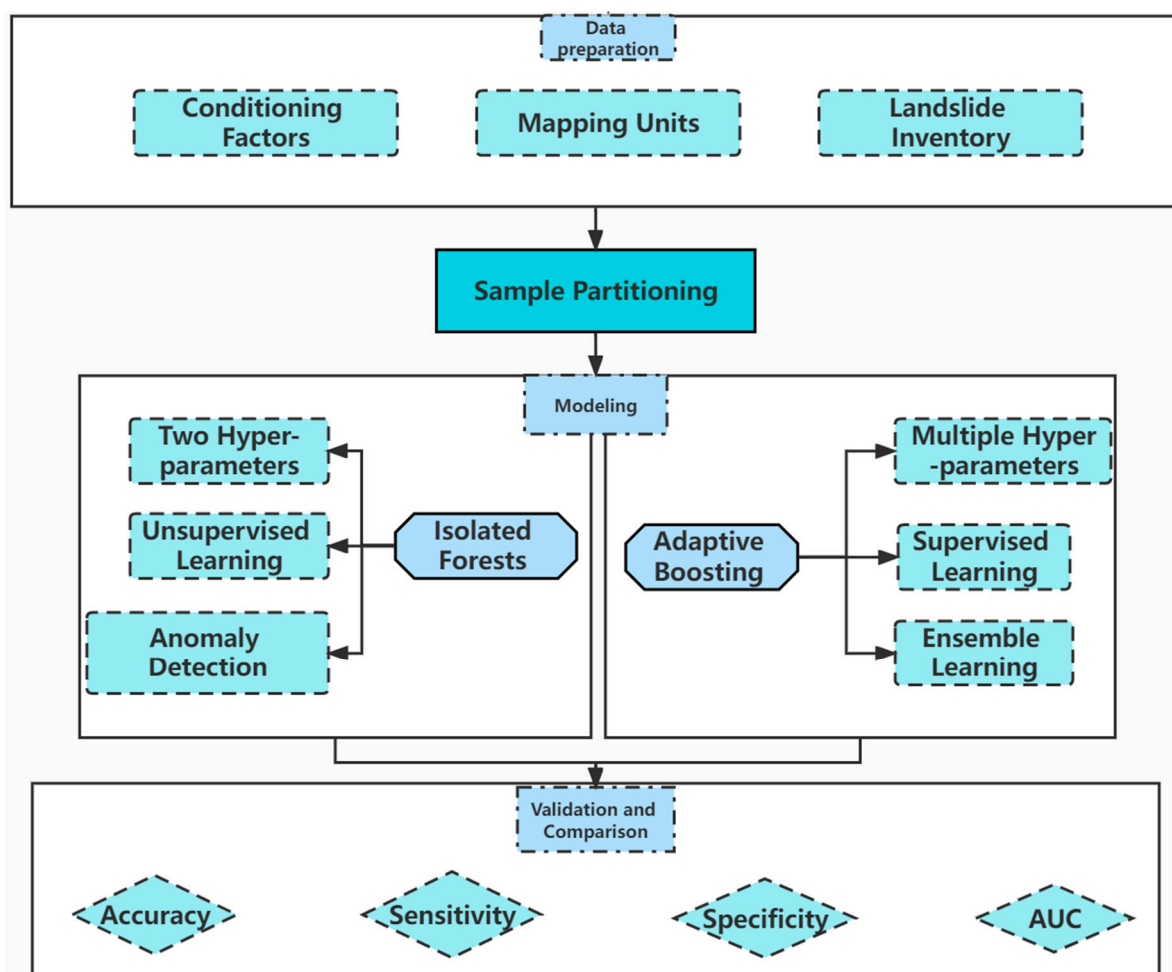 Data
preparation
Conditioning
Factors
Mapping Units
Landslide
Inventory
Sample Partitioning
Modeling
Two Hyper-
parameters
Unsupervised
Learning
Anomaly
Detection
Isolated
Forests
Adaptive
Boosting
Multiple Hyper
-parameters
Supervised
Learning
Ensemble
Learning
Validation and
Comparison
Accuracy
Sensitivity
Specificity
AUC